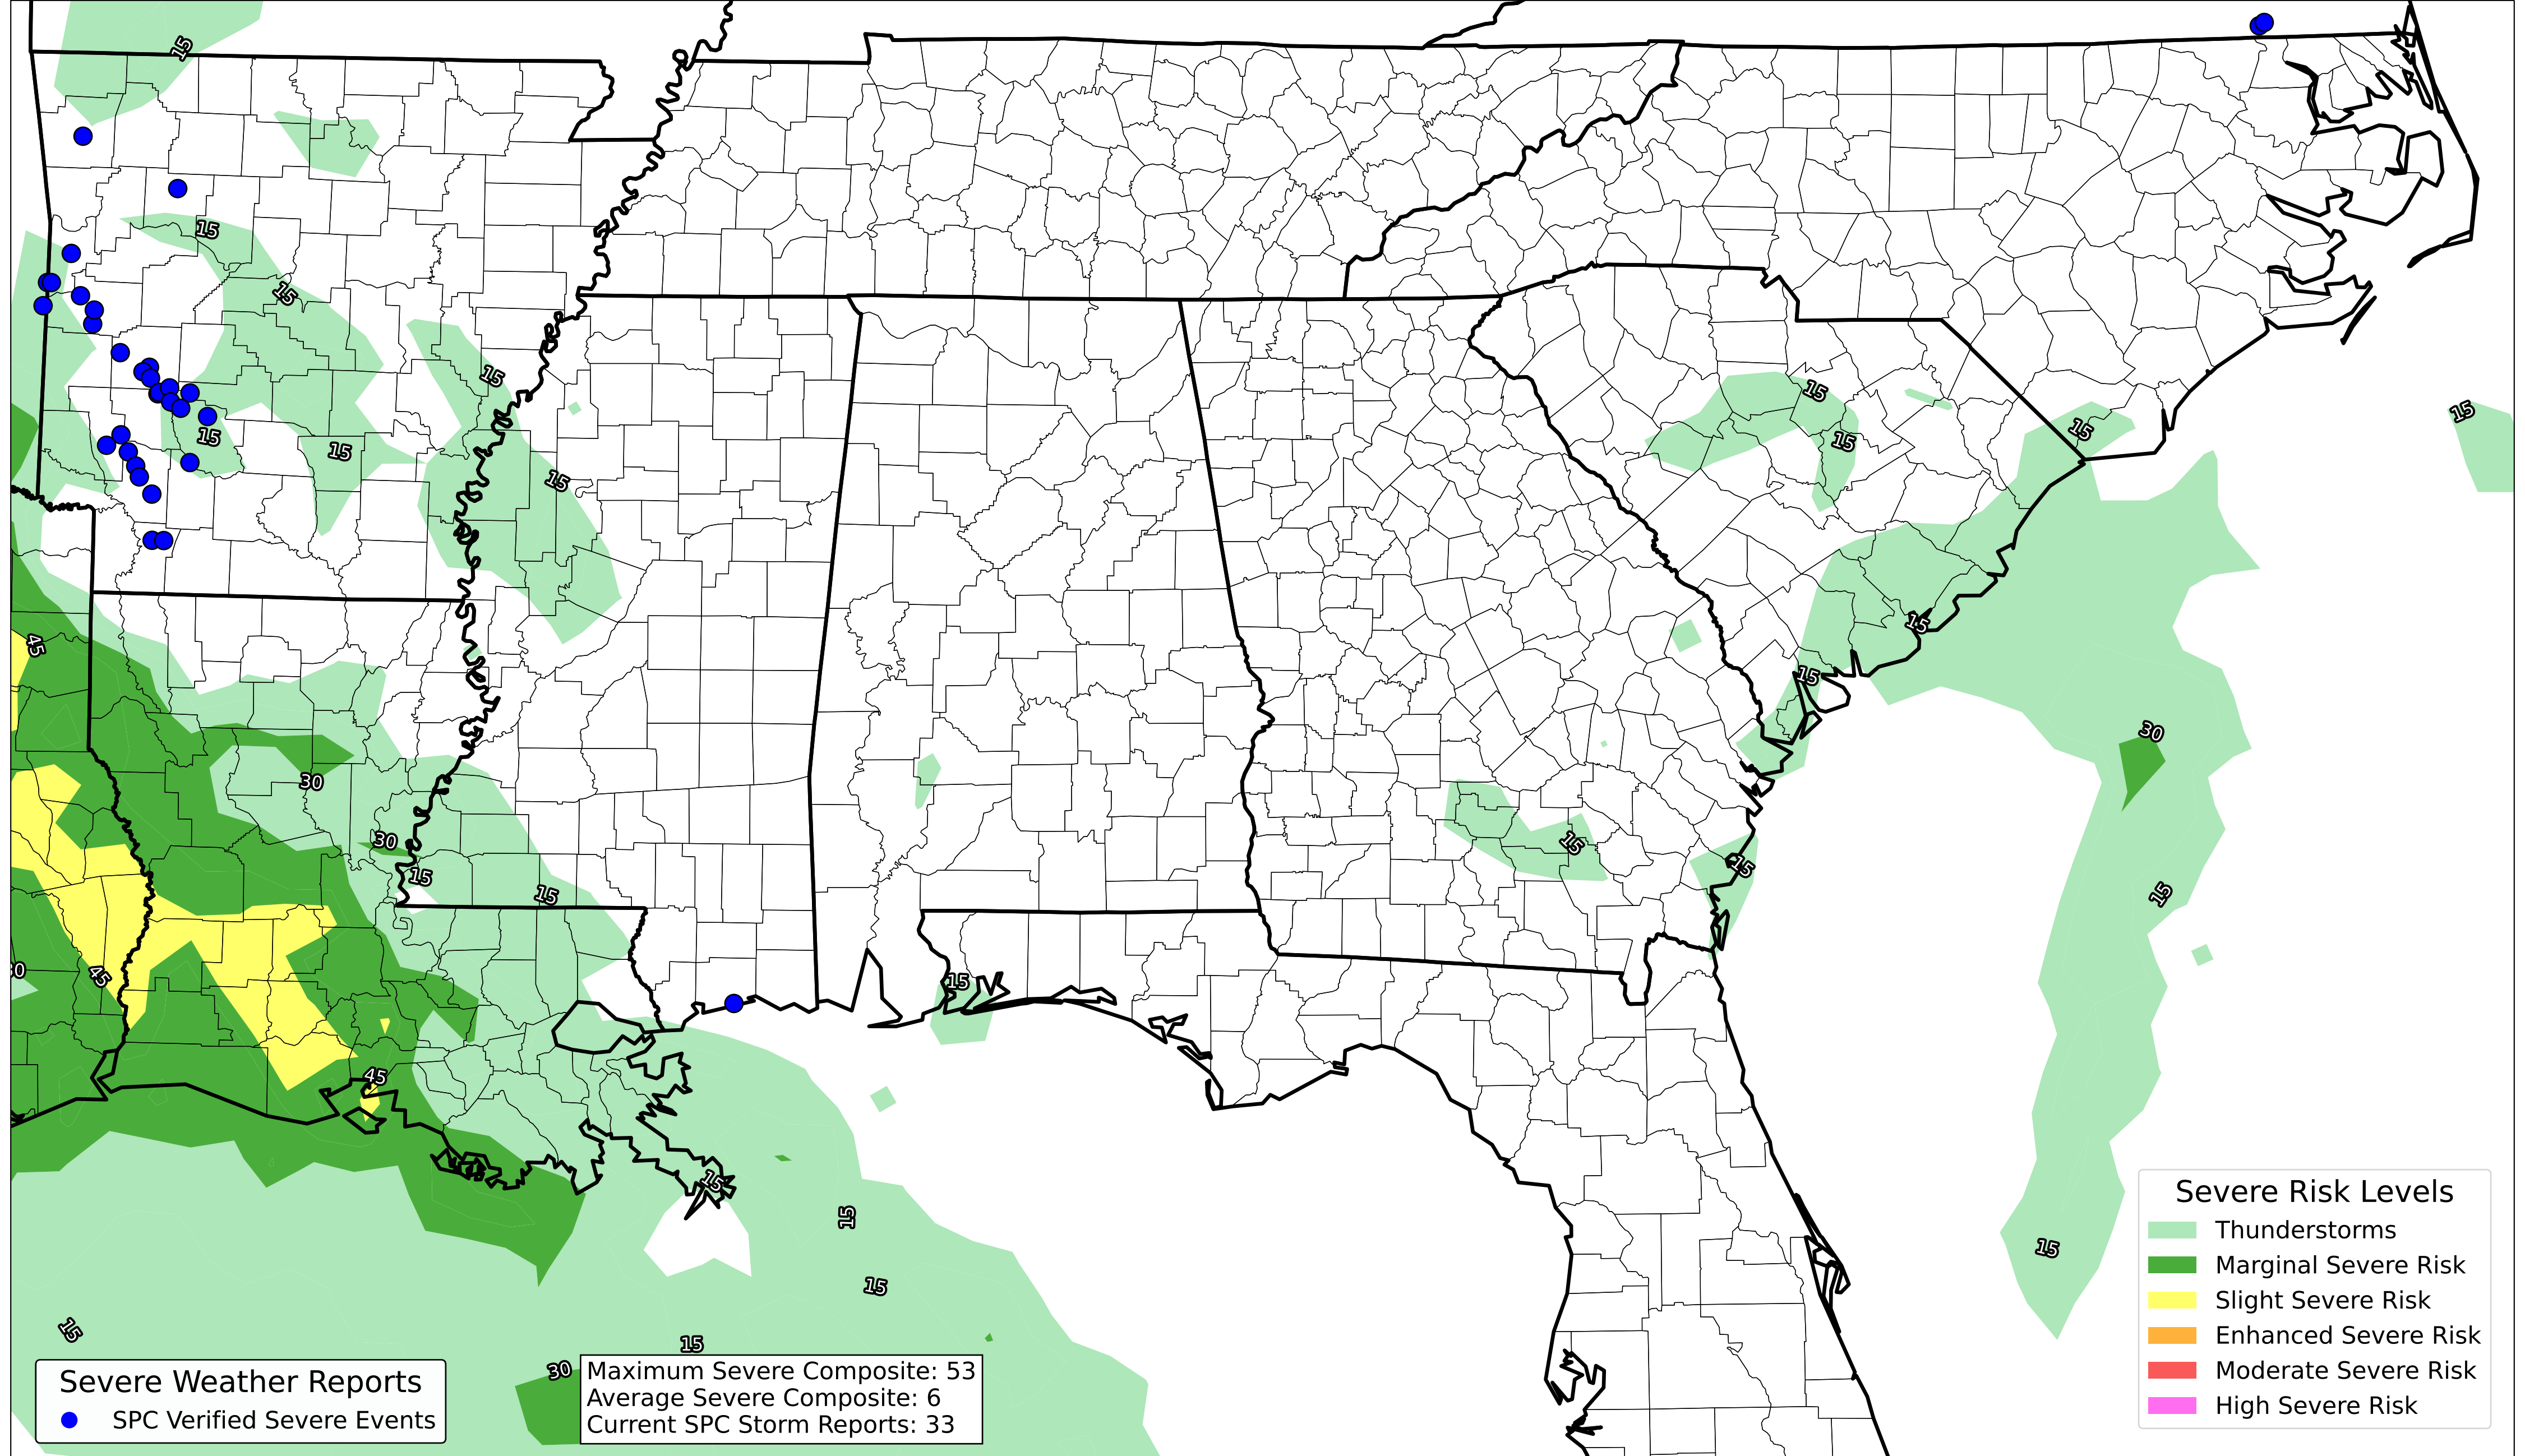 15
15
15
15
15
15
15
15
15
15
15
15
45
15
15
30
30
15
30
15
15
15
15
15
45
30
15
45
15
15
15
15
15
15
30
Severe Risk Levels
Thunderstorms
Marginal Severe Risk
Slight Severe Risk
Enhanced Severe Risk
Moderate Severe Risk
High Severe Risk
Severe Weather Reports
SPC Verified Severe Events
Maximum Severe Composite: 53
Average Severe Composite: 6
Current SPC Storm Reports: 33